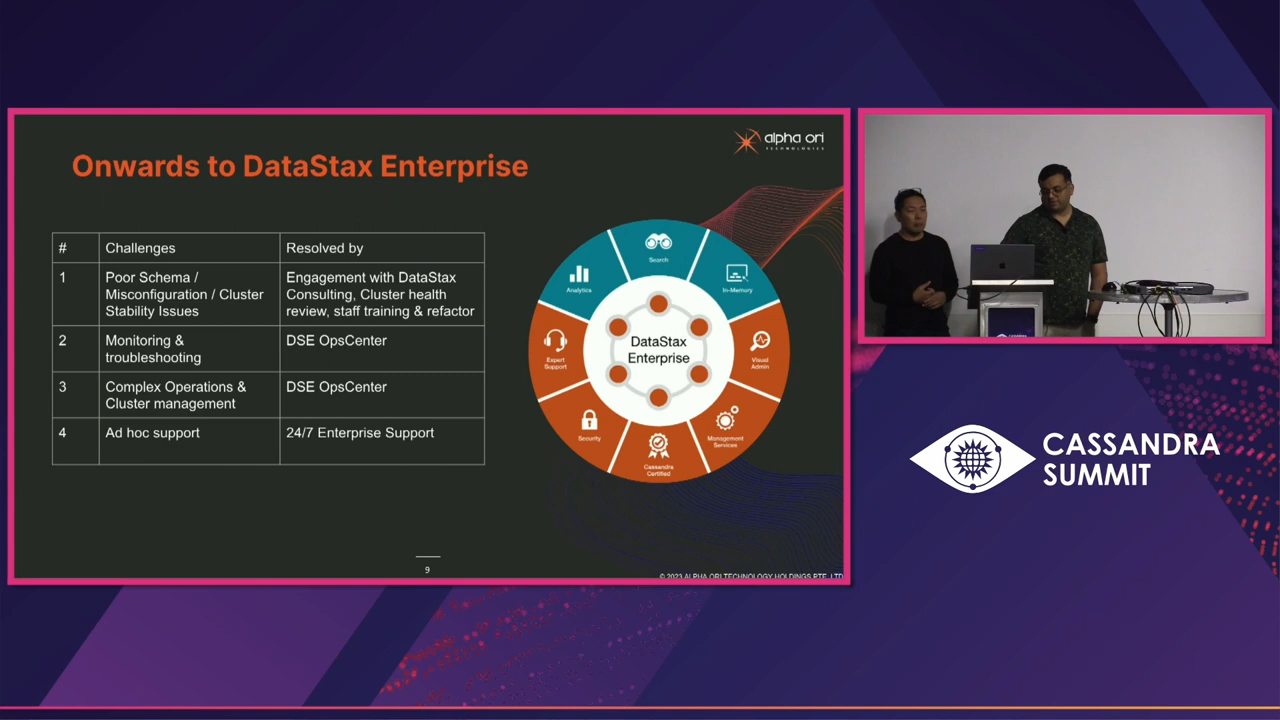 alpha ori
TECHNOLOGIES
Onwards to DataStax Enterprise
# Challenges Resolved by
1 Poor Schema / Misconfiguration / Cluster Stability Issues Engagement with DataStax Consulting, Cluster health review, staff training & refactor
2 Monitoring & troubleshooting DSE OpsCenter
3 Complex Operations & Cluster management DSE OpsCenter
4 Ad hoc support 24/7 Enterprise Support
Search
Analytics
In-Memory
Expert
Support
DataStax
Enterprise
Visual
Admin
Security
Management
Services
Cassandra
Certified
9
© 2023 ALPHA ORI TECHNOLOGY HOLDINGS PTE. LTD
CASSANDRA
SUMMIT